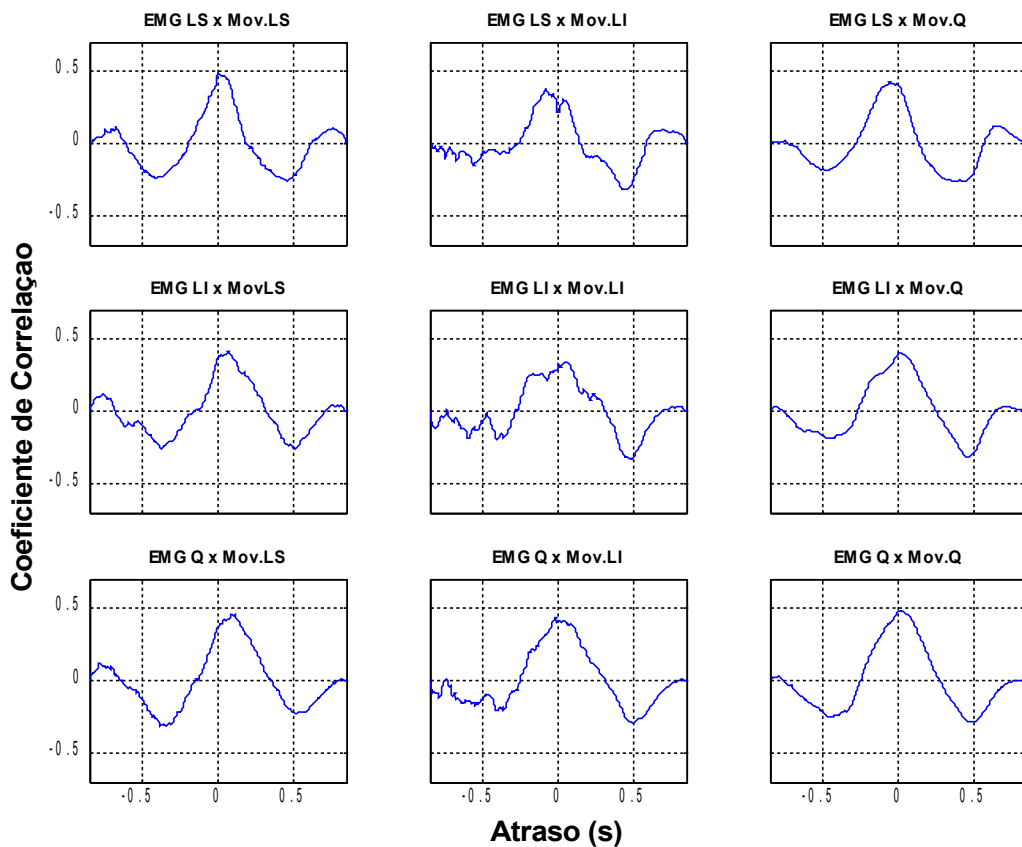 EMG LS x Mov.LS
EMG LS x Mov.LI
EMG LS x Mov.Q
0.5
0
-0.5
EMG LI x MovLS
EMG LI x Mov.LI
EMG LI x Mov.Q
0.5
0
-0.5
EMG Q x Mov.LS
EMG Q x Mov.LI
EMG Q x Mov.Q
0.5
0
-0.5
-0.5 0 0.5
-0.5 0 0.5
-0.5 0 0.5
Coeficiente de Correlaçao
Atraso (s)